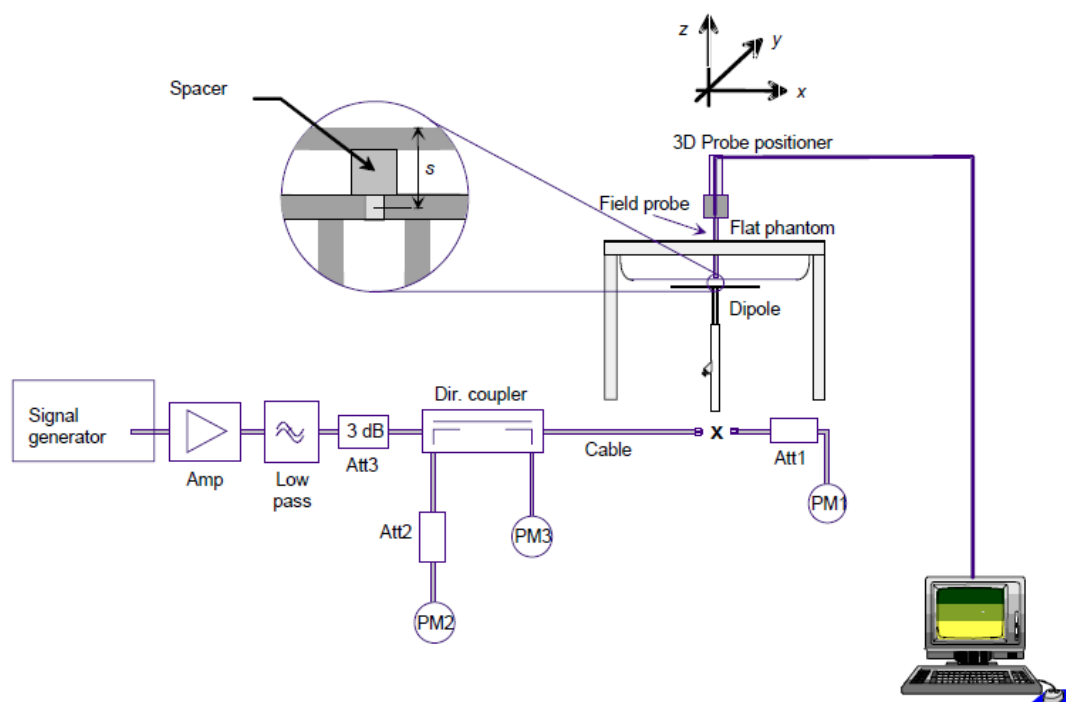 z
y
x
Spacer
s
3D Probe positioner
Field probe
Flat phantom
Dipole
Signal
generator
Amp
Low
pass
3 dB
Att3
Dir. coupler
Cable
X
Att1
PM1
Att2
PM3
PM2